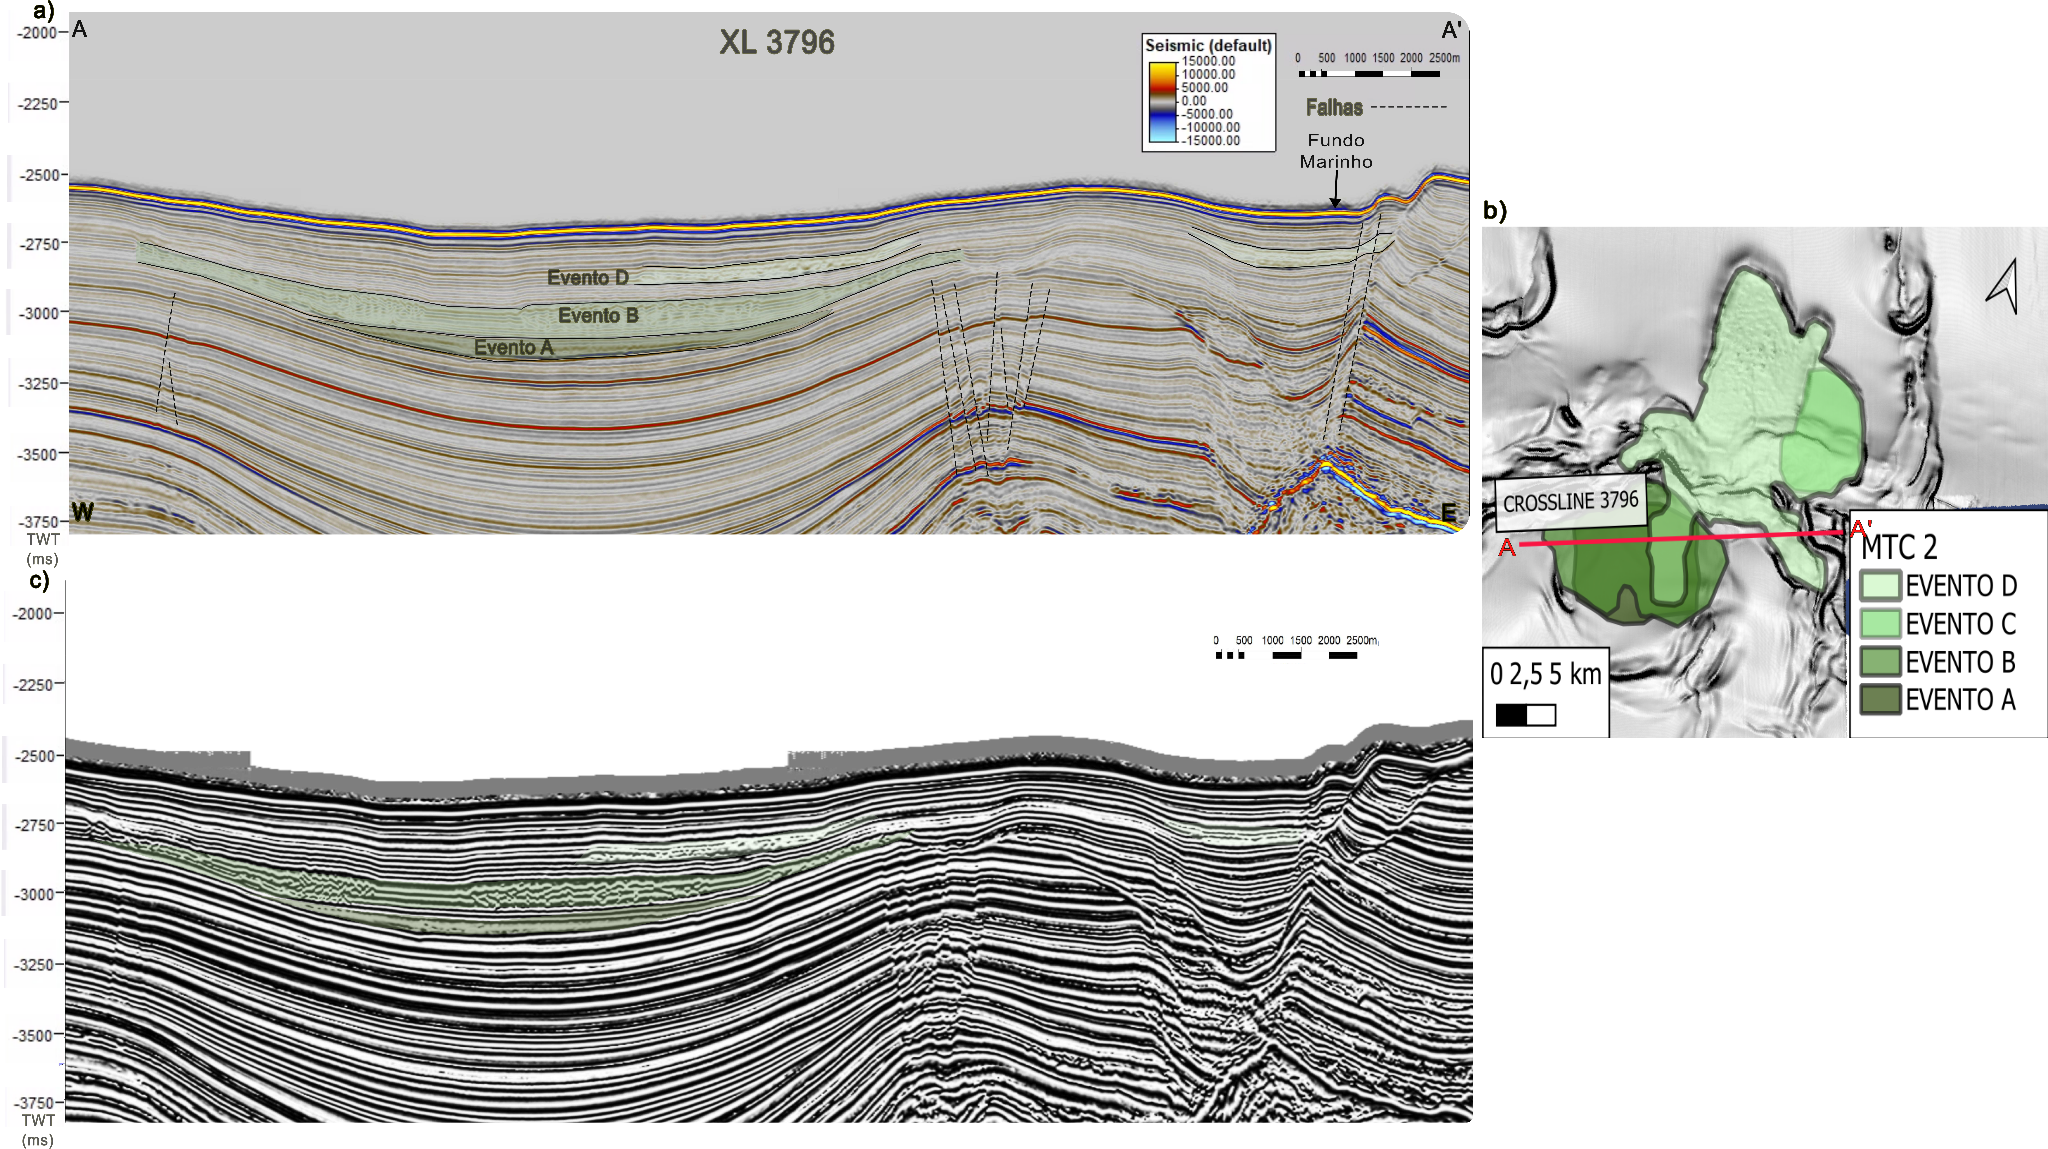 a)
A
XL 3796
A'
-2000
-2250
-2500
-2750
-3000
-3250
-3500
-3750
TWT
(ms)
Seismic (default)
15000.00
10000.00
5000.00
0.00
-5000.00
-10000.00
-15000.00
0 500 1000 1500 2000 2500m
Falhas
Fundo
Marinho
Evento D
Evento B
Evento A
W
E
b)
CROSSLINE 3796
A
A'
MTC 2
EVENTO D
EVENTO C
EVENTO B
EVENTO A
0 2,5 5 km
c)
-2000
-2250
-2500
-2750
-3000
-3250
-3500
-3750
TWT
(ms)
0 500 1000 1500 2000 2500m